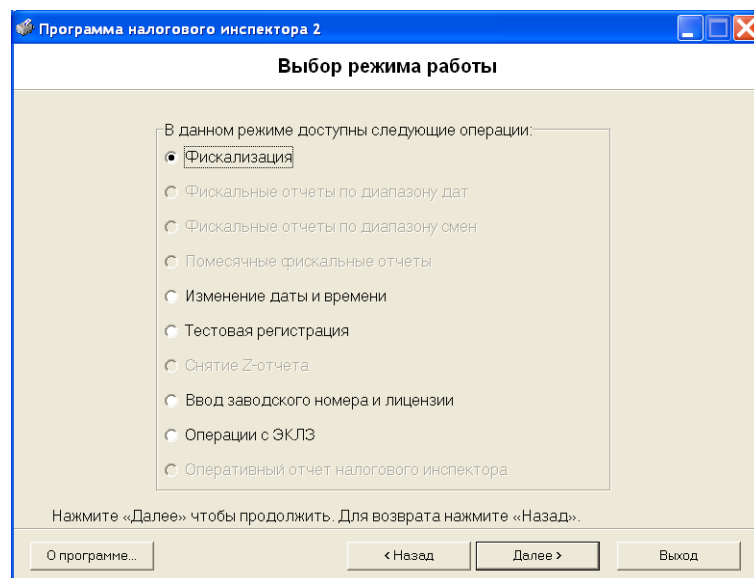 Программа налогового инспектора 2
Выбор режима работы
В данном режиме доступны следующие операции:
Фискализация
Фискальные отчеты по диапазону дат
Фискальные отчеты по диапазону смен
Помесячные фискальные отчеты
Изменение даты и времени
Тестовая регистрация
Снятие Z-отчета
Ввод заводского номера и лицензии
Операции с ЭКЛЗ
Оперативный отчет налогового инспектора
Нажмите «Далее» чтобы продолжить. Для возврата нажмите «Назад».
О программе... < Назад Далее > Выход